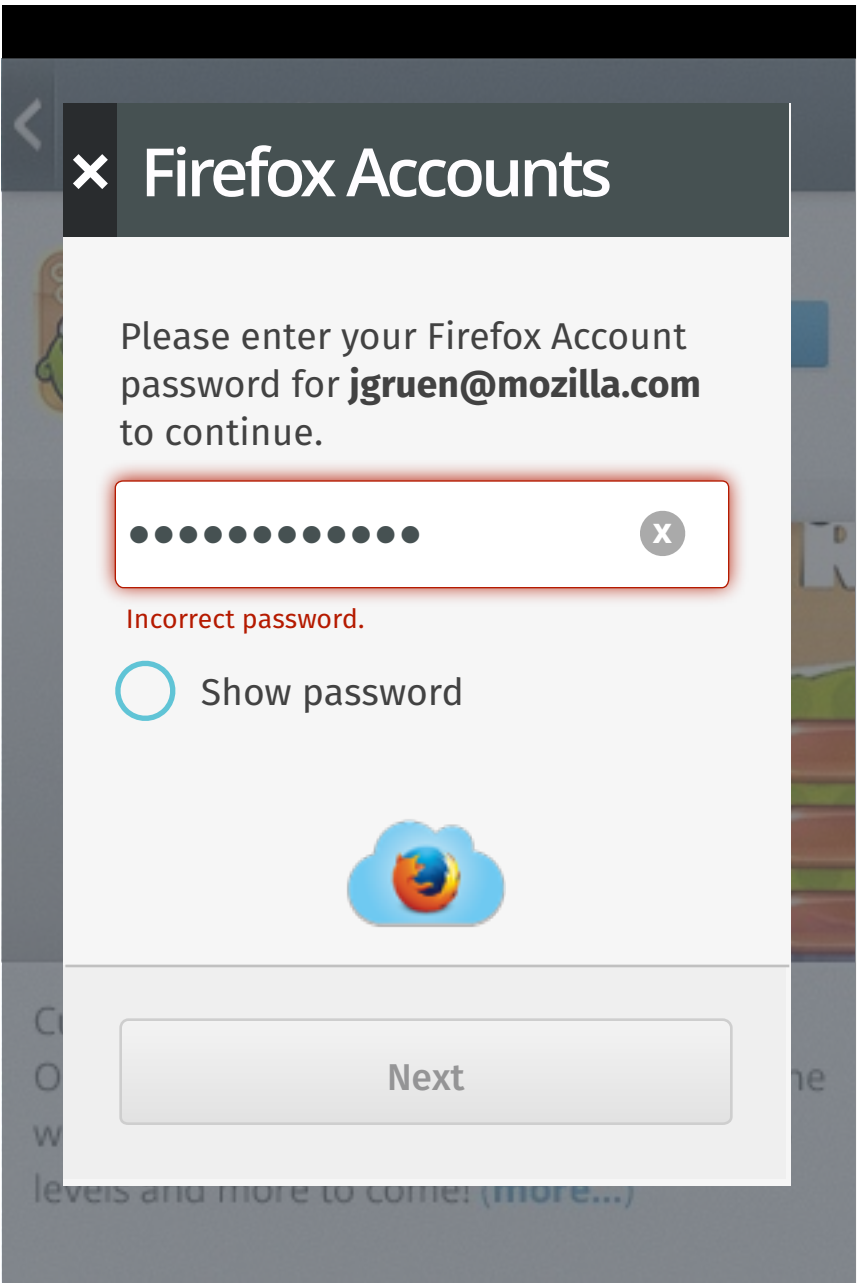 Firefox Accounts
Please enter your Firefox Account
password for jgruen@mozilla.com
to continue.
●●●●●●●●●●●●
x
Incorrect password.
Show password
Next
levels and more to come! (more...)